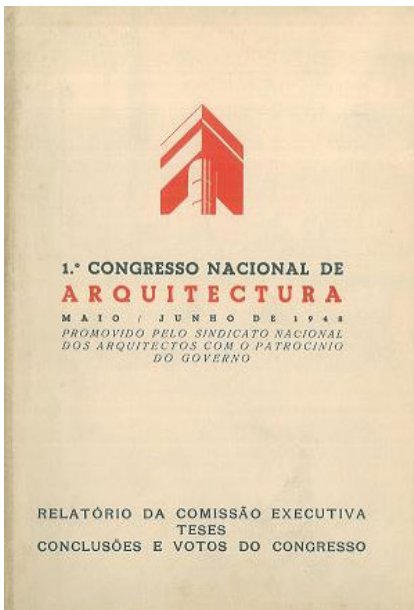 1.º CONGRESSO NACIONAL DE
ARQUITECTURA
MAIO / JUNHO DE 1948
PROMOVIDO PELO SINDICATO NACIONAL
DOS ARQUITECTOS COM O PATROCINIO
DO GOVERNO
RELATÓRIO DA COMISSÃO EXECUTIVA
TESES
CONCLUSÕES E VOTOS DO CONGRESSO